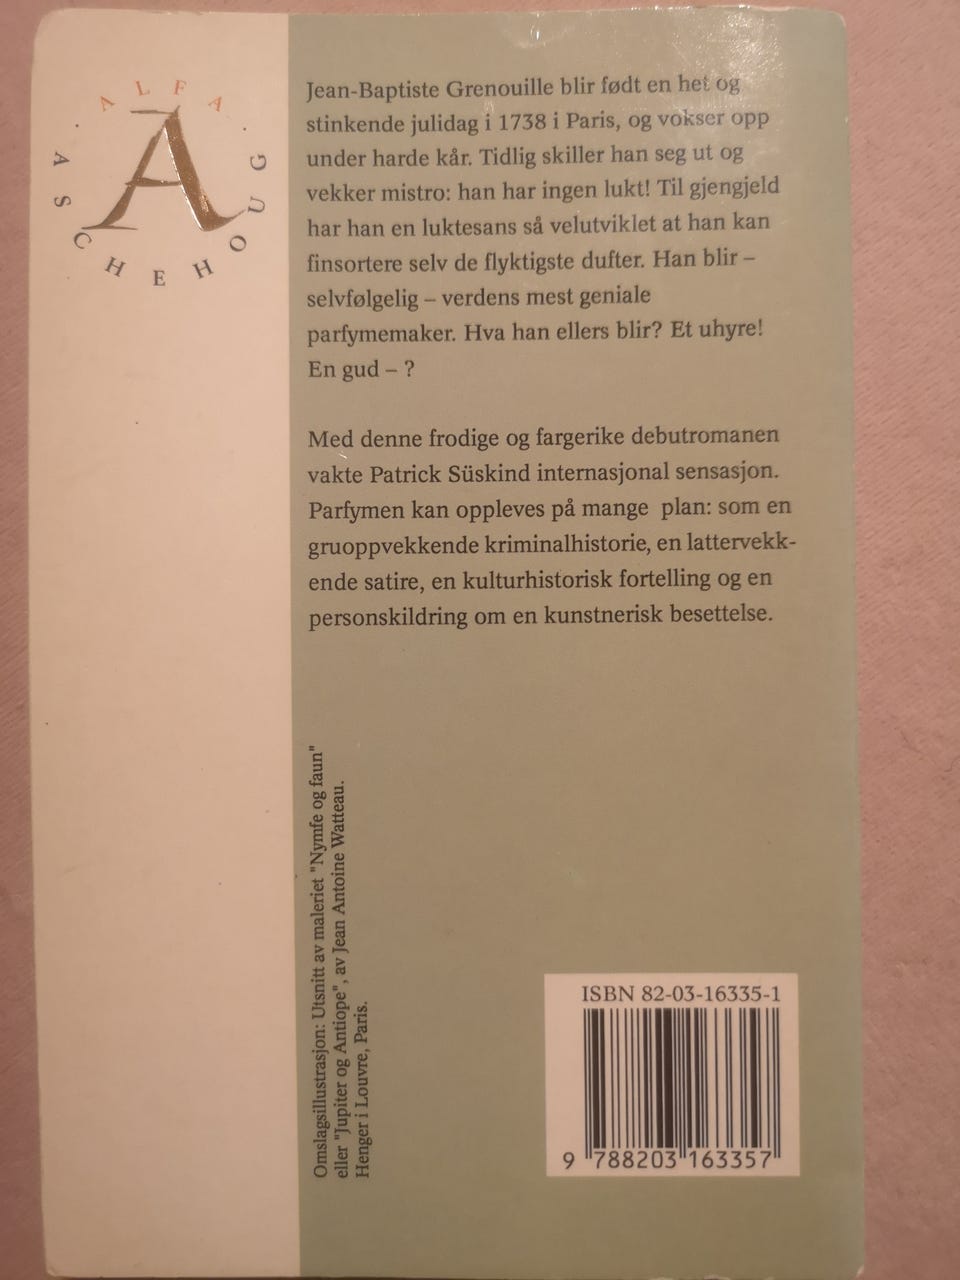 ALFA
A
ASCHEHOUG
Jean-Baptiste Grenouille blir født en het og
stinkende julidag i 1738 i Paris, og vokser opp
under harde kår. Tidlig skiller han seg ut og
vekker mistro: han har ingen lukt! Til gjengjeld
har han en luktesans så velutviklet at han kan
finsortere selv de flyktigste dufter. Han blir –
selvfølgelig – verdens mest geniale
parfymemaker. Hva han ellers blir? Et uhyre!
En gud – ?
Med denne frodige og fargerike debutromanen
vakte Patrick Süskind internasjonal sensasjon.
Parfymen kan oppleves på mange plan: som en
gruoppvekkende kriminalhistorie, en lattervekk-
ende satire, en kulturhistorisk fortelling og en
personskildring om en kunstnerisk besettelse.
Omslagsillustrasjon: Utsnitt av maleriet "Nymfe og faun"
eller "Jupiter og Antiope", av Jean Antoine Watteau.
Henger i Louvre, Paris.
ISBN 82-03-16335-1
9 788203 163357